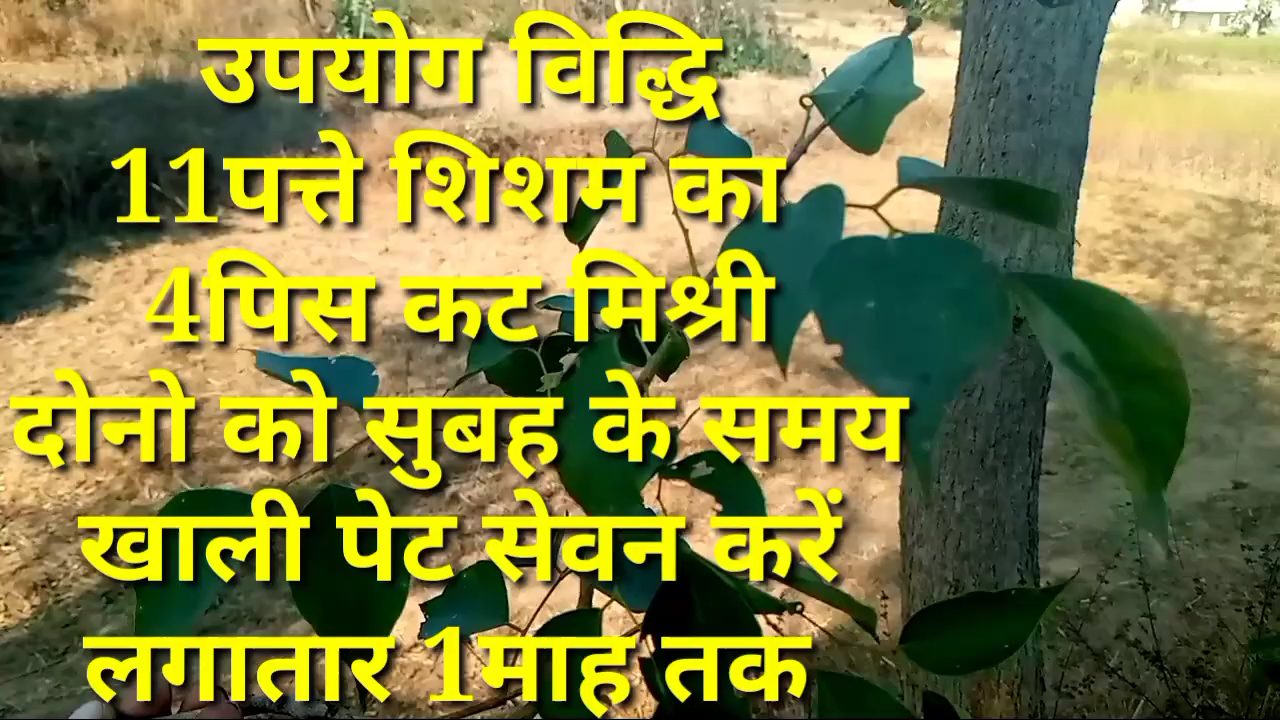 उपयोग विद्धि
11पत्ते शिशम का
4पिस कट मिश्री
दोनो को सुबह के समय
खाली पेट सेवन करें
लगातार 1माह तक